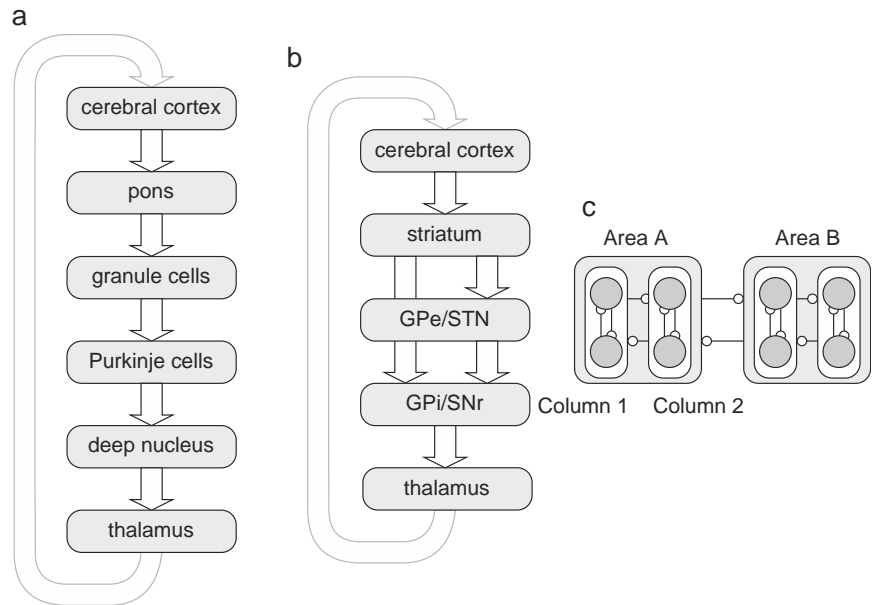 a
cerebral cortex
pons
granule cells
Purkinje cells
deep nucleus
thalamus
b
cerebral cortex
striatum
GPe/STN
GPi/SNr
thalamus
c
Area A
Area B
Column 1
Column 2